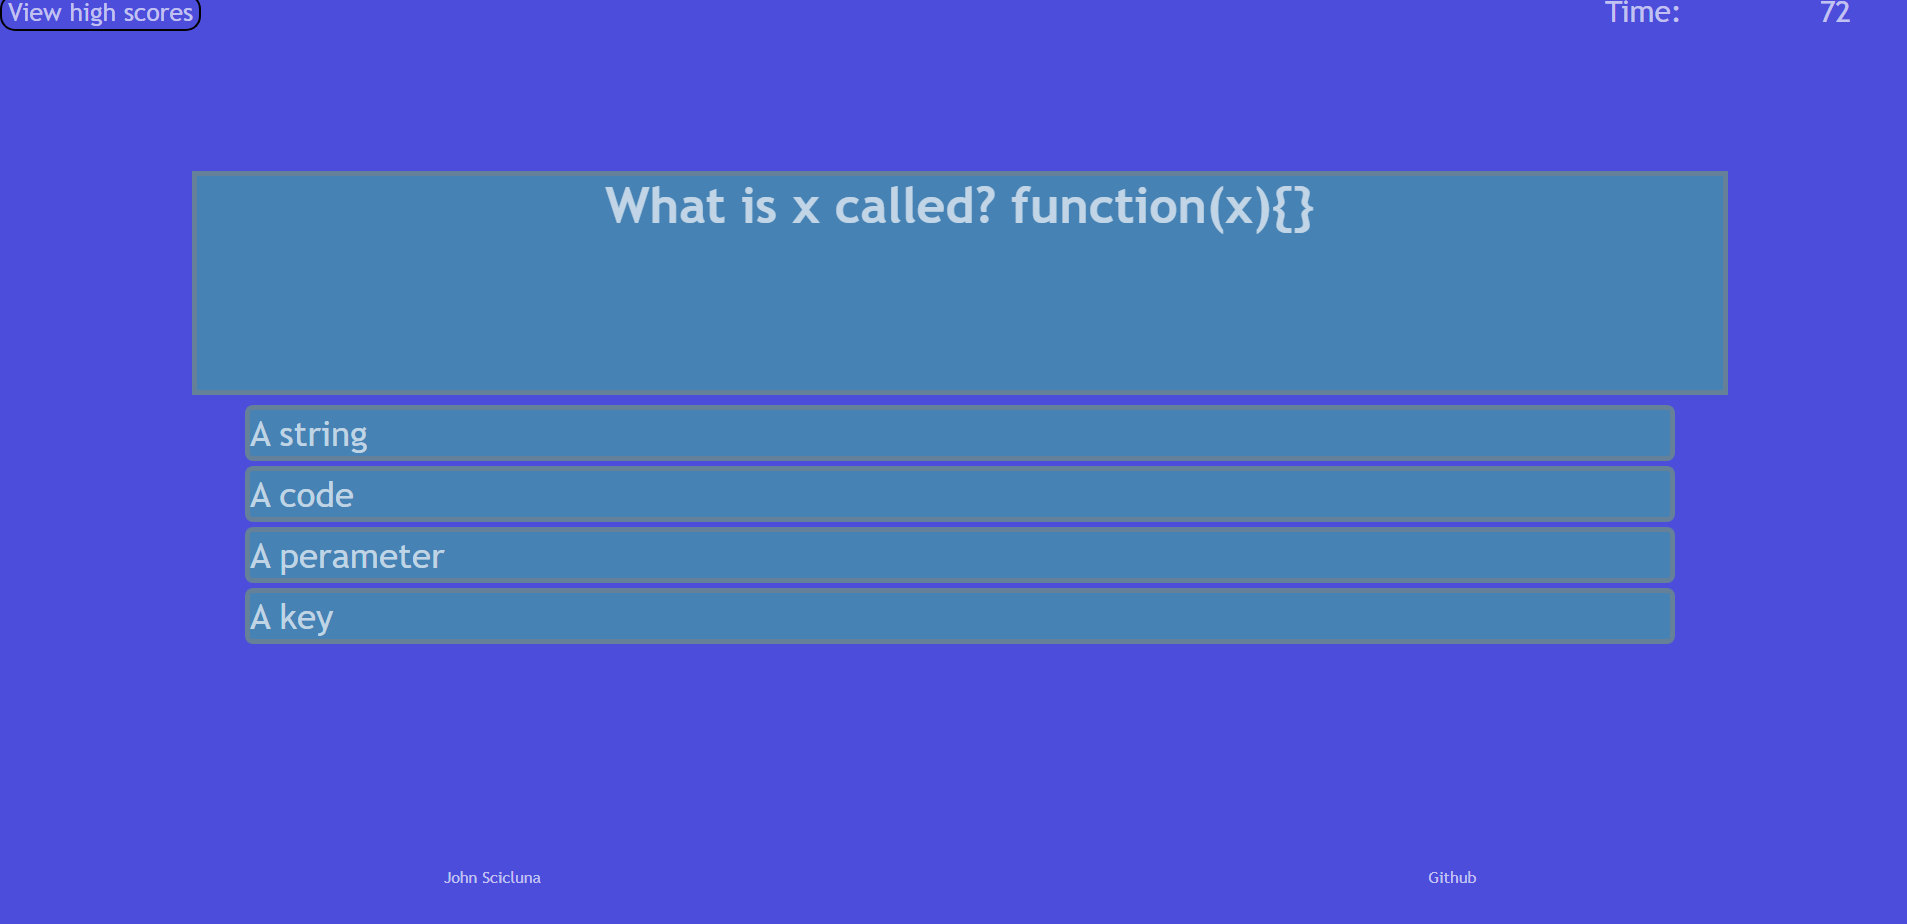 View high scores
Time: 72
What is x called? function(x){}
A string
A code
A perameter
A key
John Scicluna
Github